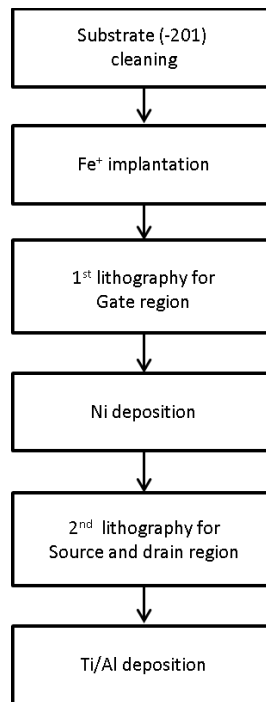 Substrate (-201)
cleaning
Fe⁺ implantation
1ˢᵗ lithography for
Gate region
Ni deposition
2ⁿᵈ lithography for
Source and drain region
Ti/Al deposition